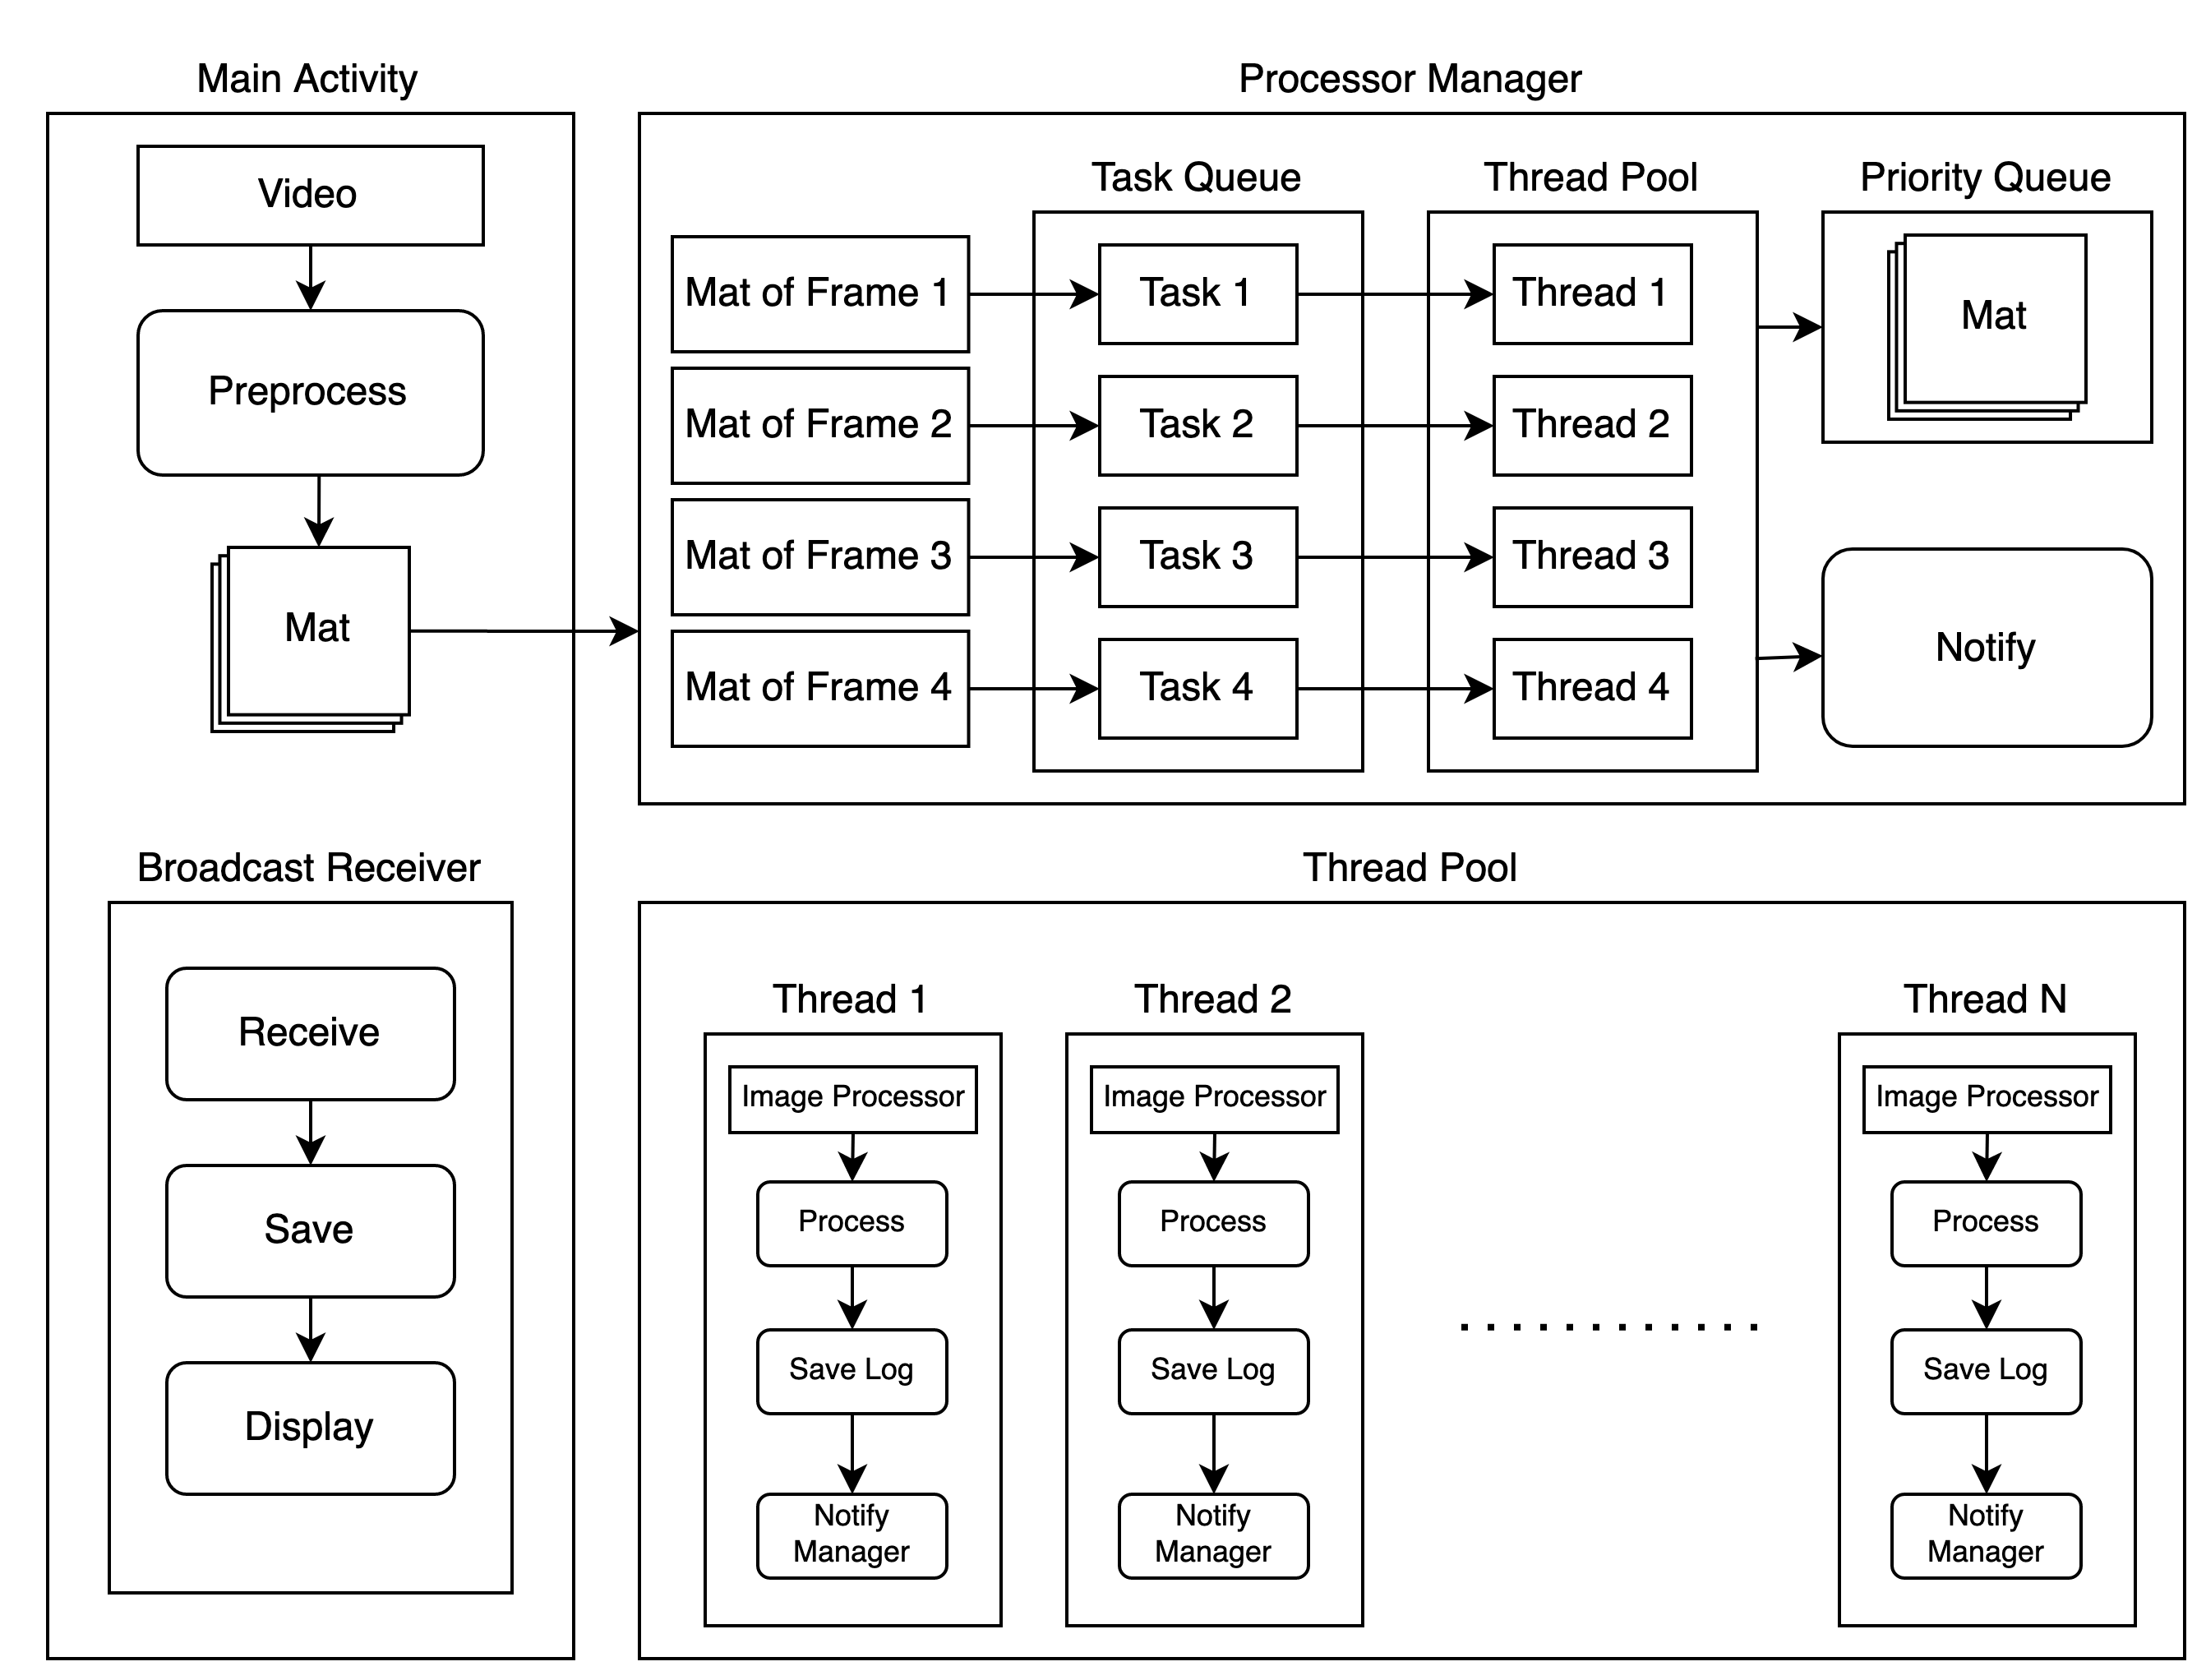 Main Activity
Video
Preprocess
Mat
Broadcast Receiver
Receive
Save
Display
Processor Manager
Task Queue
Thread Pool
Priority Queue
Mat of Frame 1
Task 1
Thread 1
Mat
Mat of Frame 2
Task 2
Thread 2
Mat of Frame 3
Task 3
Thread 3
Notify
Mat of Frame 4
Task 4
Thread 4
Thread Pool
Thread 1
Image Processor
Process
Save Log
Notify
Manager
Thread 2
Image Processor
Process
Save Log
Notify
Manager
. . . . . . . . . . . .
Thread N
Image Processor
Process
Save Log
Notify
Manager